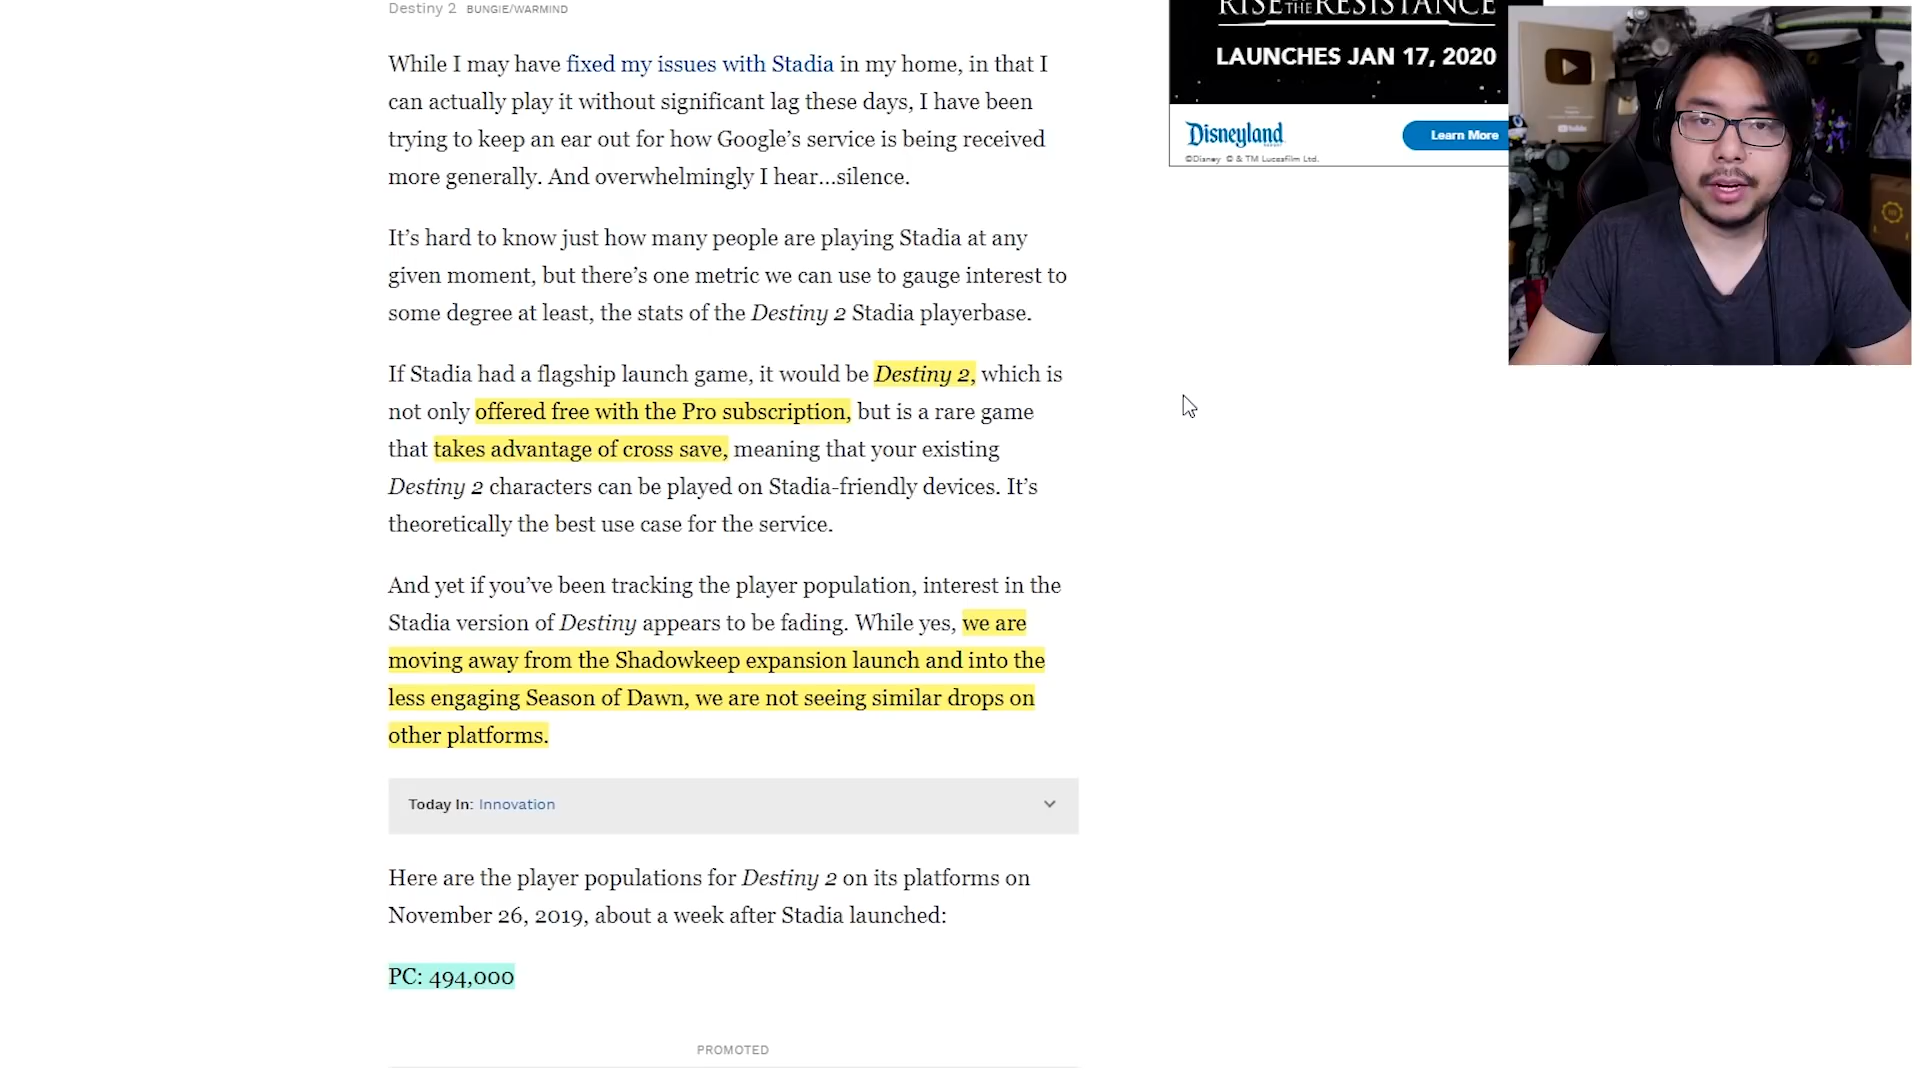 Destiny 2 BUNGIE/WARMIND
While I may have fixed my issues with Stadia in my home, in that I
can actually play it without significant lag these days, I have been
trying to keep an ear out for how Google’s service is being received
more generally. And overwhelmingly I hear…silence.
It’s hard to know just how many people are playing Stadia at any
given moment, but there’s one metric we can use to gauge interest to
some degree at least, the stats of the Destiny 2 Stadia playerbase.
If Stadia had a flagship launch game, it would be Destiny 2, which is
not only offered free with the Pro subscription, but is a rare game
that takes advantage of cross save, meaning that your existing
Destiny 2 characters can be played on Stadia-friendly devices. It’s
theoretically the best use case for the service.
And yet if you’ve been tracking the player population, interest in the
Stadia version of Destiny appears to be fading. While yes, we are
moving away from the Shadowkeep expansion launch and into the
less engaging Season of Dawn, we are not seeing similar drops on
other platforms.
Today In: Innovation
Here are the player populations for Destiny 2 on its platforms on
November 26, 2019, about a week after Stadia launched:
PC: 494,000
PROMOTED
RISE OF THE RESISTANCE
LAUNCHES JAN 17, 2020
Disneyland
Learn More
©Disney © & TM Lucasfilm Ltd.